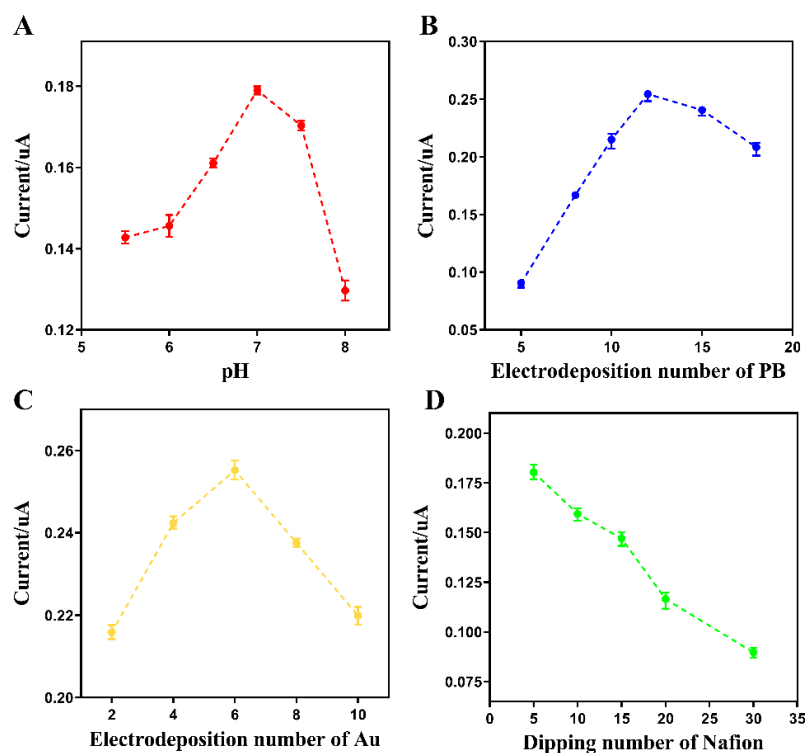 A
Current/uA
0.18
0.16
0.14
0.12
5 6 7 8
pH
B
Current/uA
0.30
0.25
0.20
0.15
0.10
0.05
5 10 15 20
Electrodeposition number of PB
C
Current/uA
0.26
0.24
0.22
0.20
2 4 6 8 10
Electrodeposition number of Au
D
Current/uA
0.200
0.175
0.150
0.125
0.100
0.075
0 5 10 15 20 25 30 35
Dipping number of Nafion